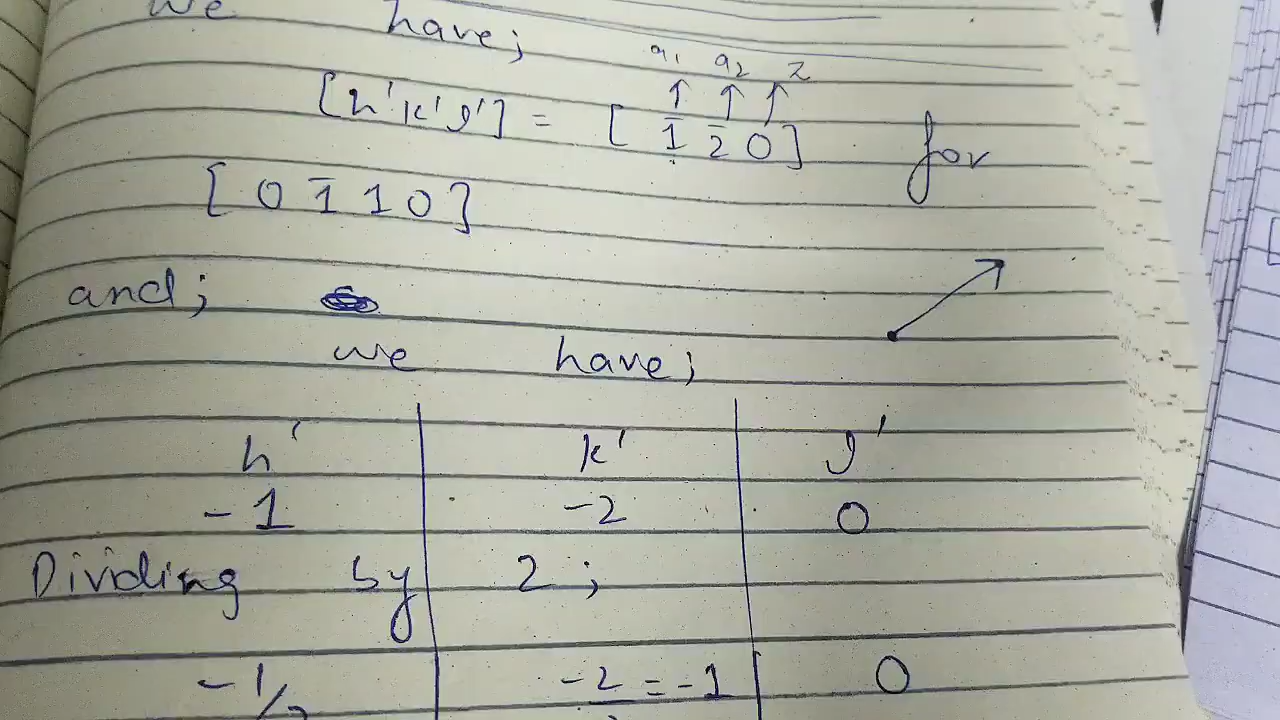 we have;
a₁ a₂ z
[h'k'l'] = [ 1̄ 2̄ 0 ] for
[ 0 1̄ 1 0 ]
and;
we have;
h' k' l'
-1 -2 0
Dividing by 2 ;
-1/2 -2/2 = -1 0